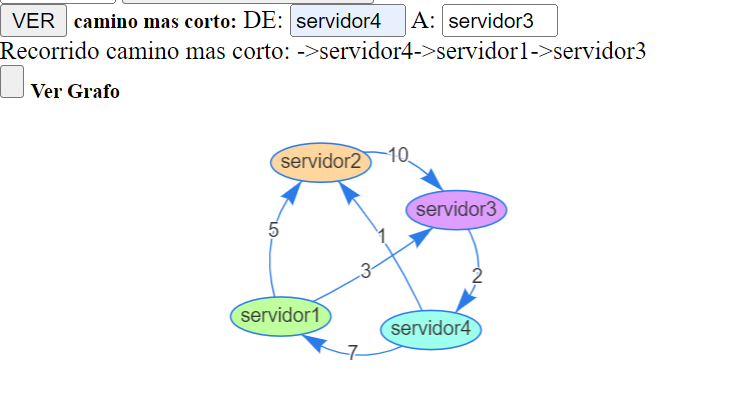 VER camino mas corto: DE: servidor4 A: servidor3
Recorrido camino mas corto: ->servidor4->servidor1->servidor3
Ver Grafo
servidor2
10
servidor3
5
1
3
2
servidor1
servidor4
7